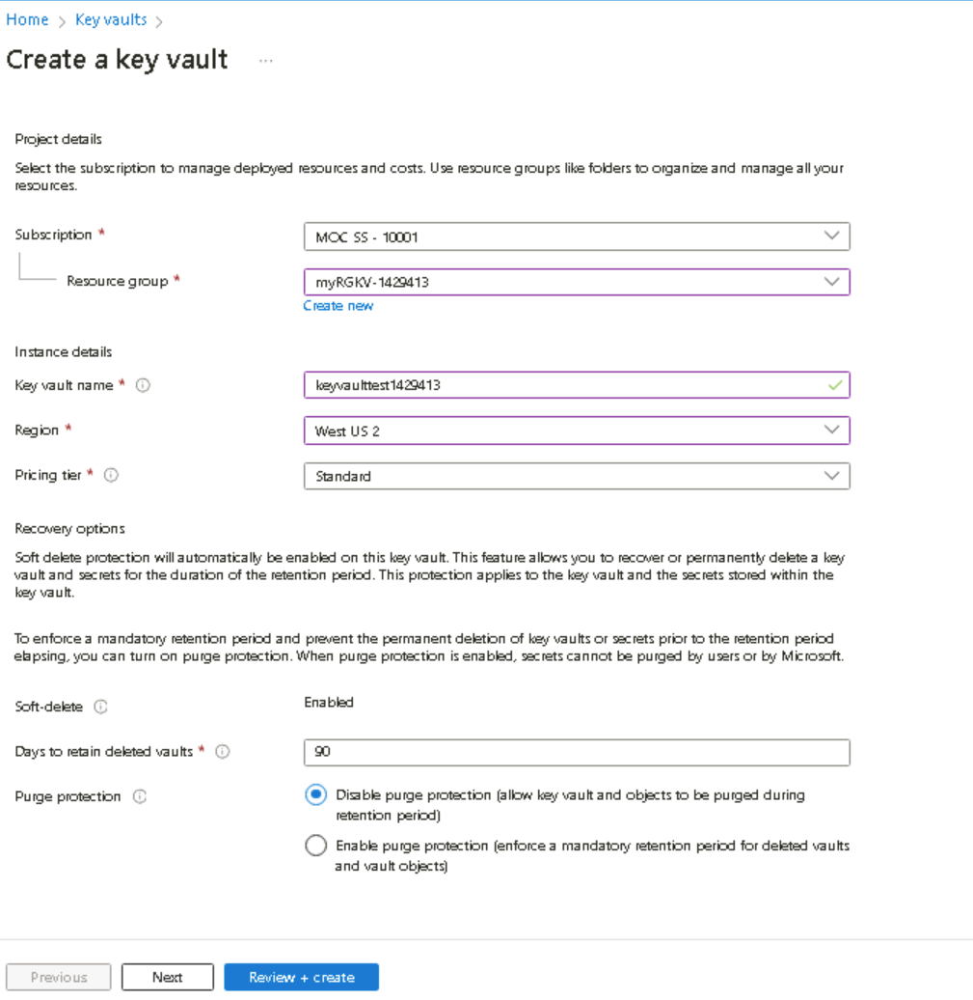 Home > Key vaults >
Create a key vault ...
Project details
Select the subscription to manage deployed resources and costs. Use resource groups like folders to organize and manage all your
resources.
Subscription * MOC SS - 10001
Resource group * myRGKV-1429413
Create new
Instance details
Key vault name * keyvaulttest1429413
Region * West US 2
Pricing tier * Standard
Recovery options
Soft delete protection will automatically be enabled on this key vault. This feature allows you to recover or permanently delete a key
vault and secrets for the duration of the retention period. This protection applies to the key vault and the secrets stored within the
key vault.
To enforce a mandatory retention period and prevent the permanent deletion of key vaults or secrets prior to the retention period
elapsing, you can turn on purge protection. When purge protection is enabled, secrets cannot be purged by users or by Microsoft.
Soft-delete Enabled
Days to retain deleted vaults * 90
Purge protection Disable purge protection (allow key vault and objects to be purged during
retention period)
Enable purge protection (enforce a mandatory retention period for deleted vaults
and vault objects)
Previous Next Review + create